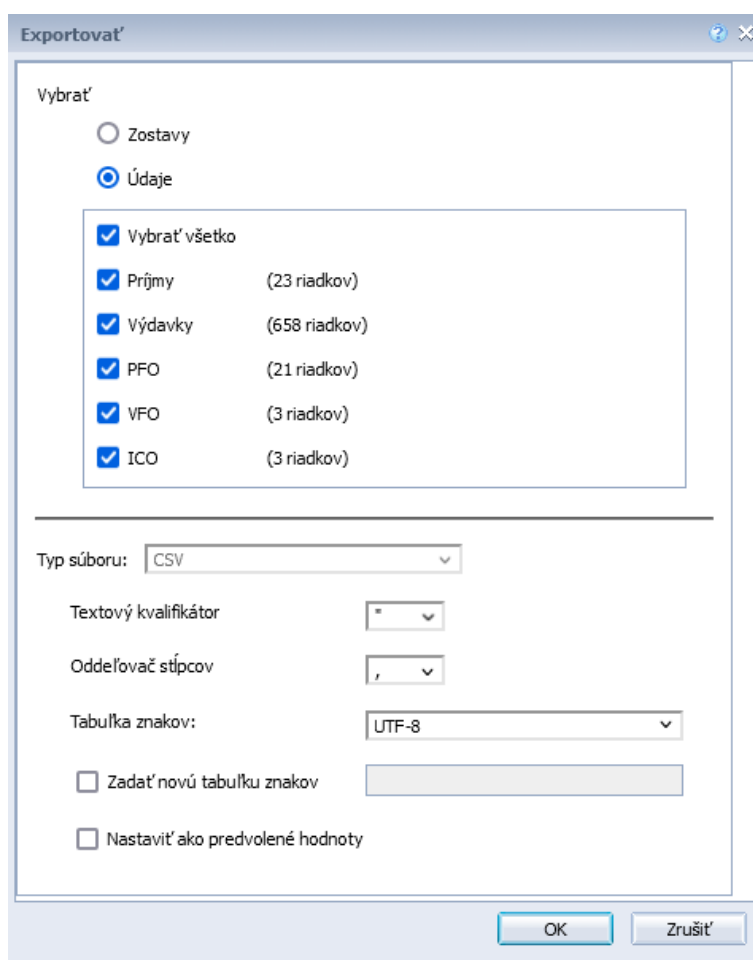 Exportovať
Vybrať
Zostavy
Údaje
Vybrať všetko
Príjmy (23 riadkov)
Výdavky (658 riadkov)
PFO (21 riadkov)
VFO (3 riadkov)
ICO (3 riadkov)
Typ súboru: CSV
Textový kvalifikátor "
Oddeľovač stĺpcov ,
Tabuľka znakov: UTF-8
Zadať novú tabuľku znakov
Nastaviť ako predvolené hodnoty
OK Zrušiť